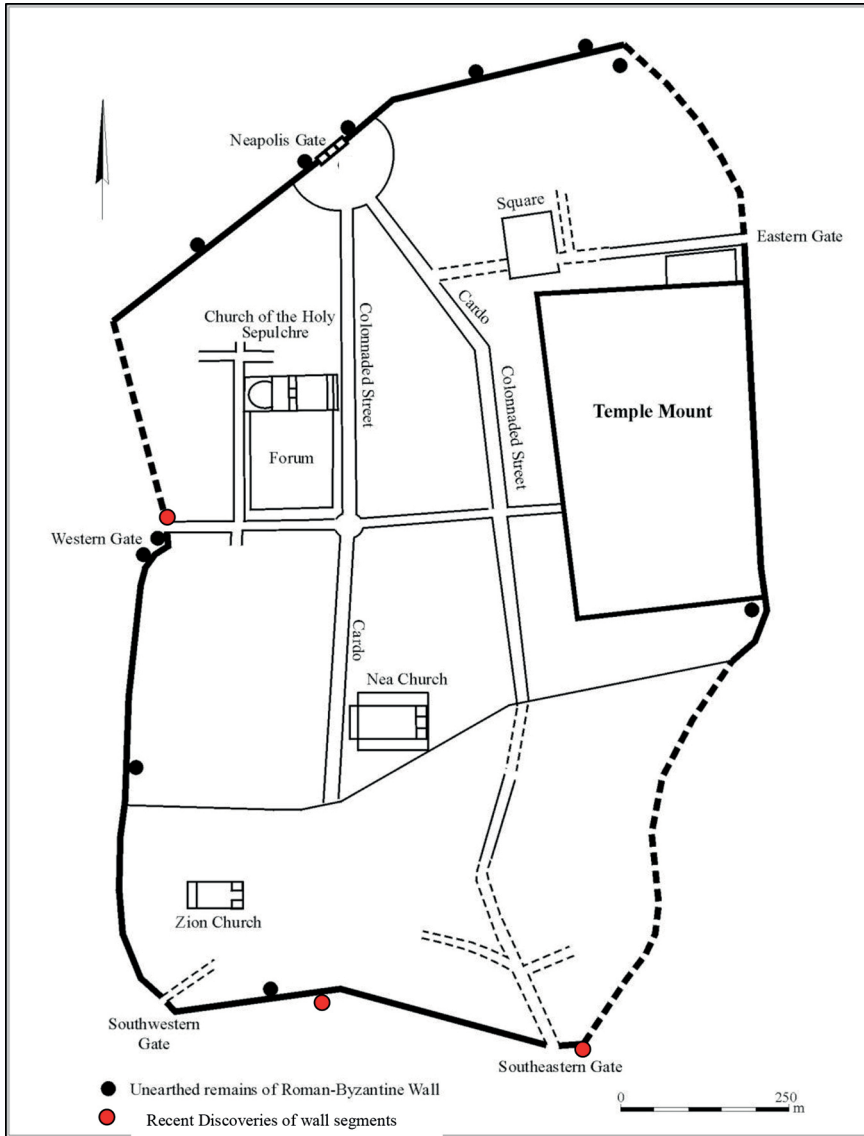 Neapolis Gate
Square
Eastern Gate
Cardo
Church of the Holy
Sepulchre
Colonnaded Street
Colonnaded Street
Temple Mount
Forum
Western Gate
Cardo
Nea Church
Zion Church
Southwestern
Gate
Southeastern Gate
Unearthed remains of Roman-Byzantine Wall
Recent Discoveries of wall segments
0 250
m